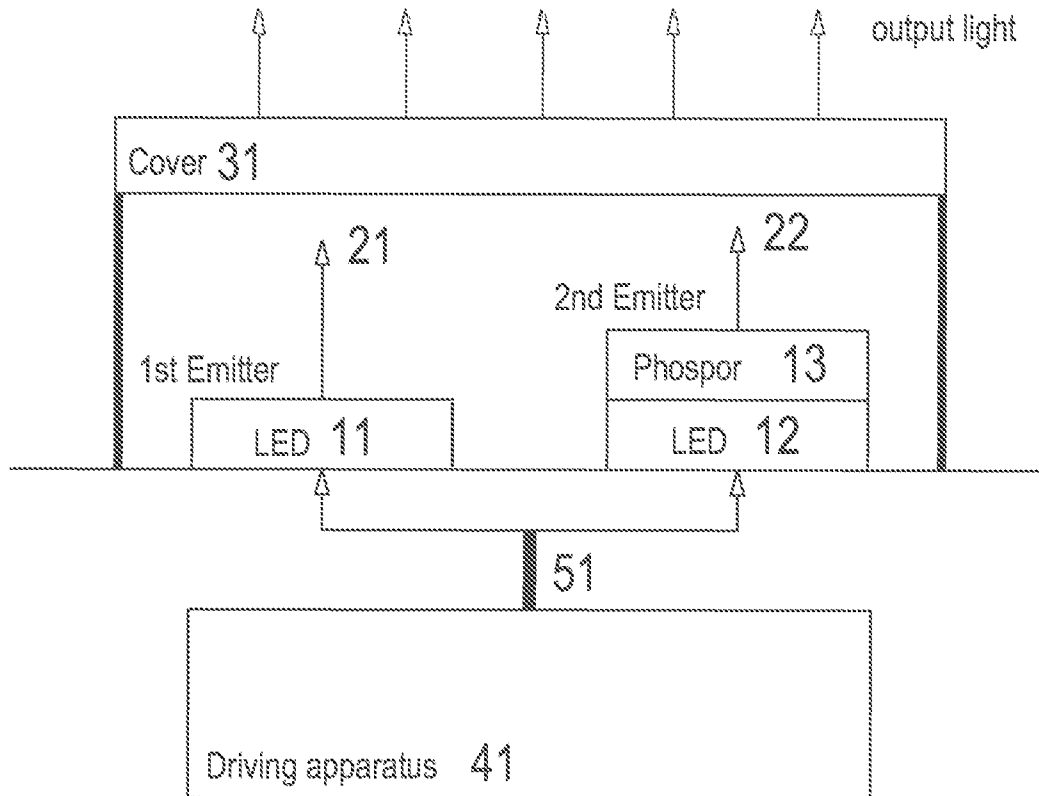 output light
Cover 31
21
22
2nd Emitter
1st Emitter
Phospor 13
LED 11
LED 12
51
Driving apparatus 41